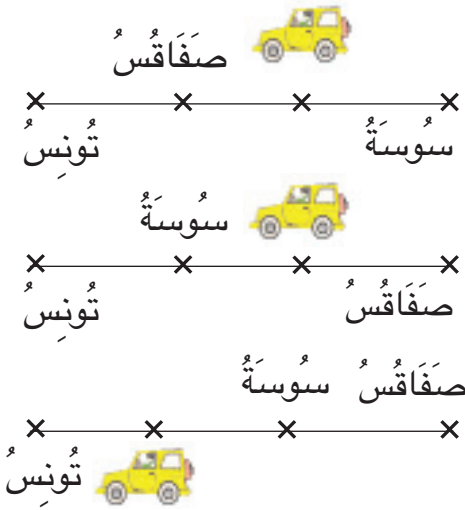 صَفَاقُسُ
سُوسَةُ تُونِسُ
سُوسَةُ
صَفَاقُسُ تُونِسُ
صَفَاقُسُ سُوسَةُ
تُونِسُ